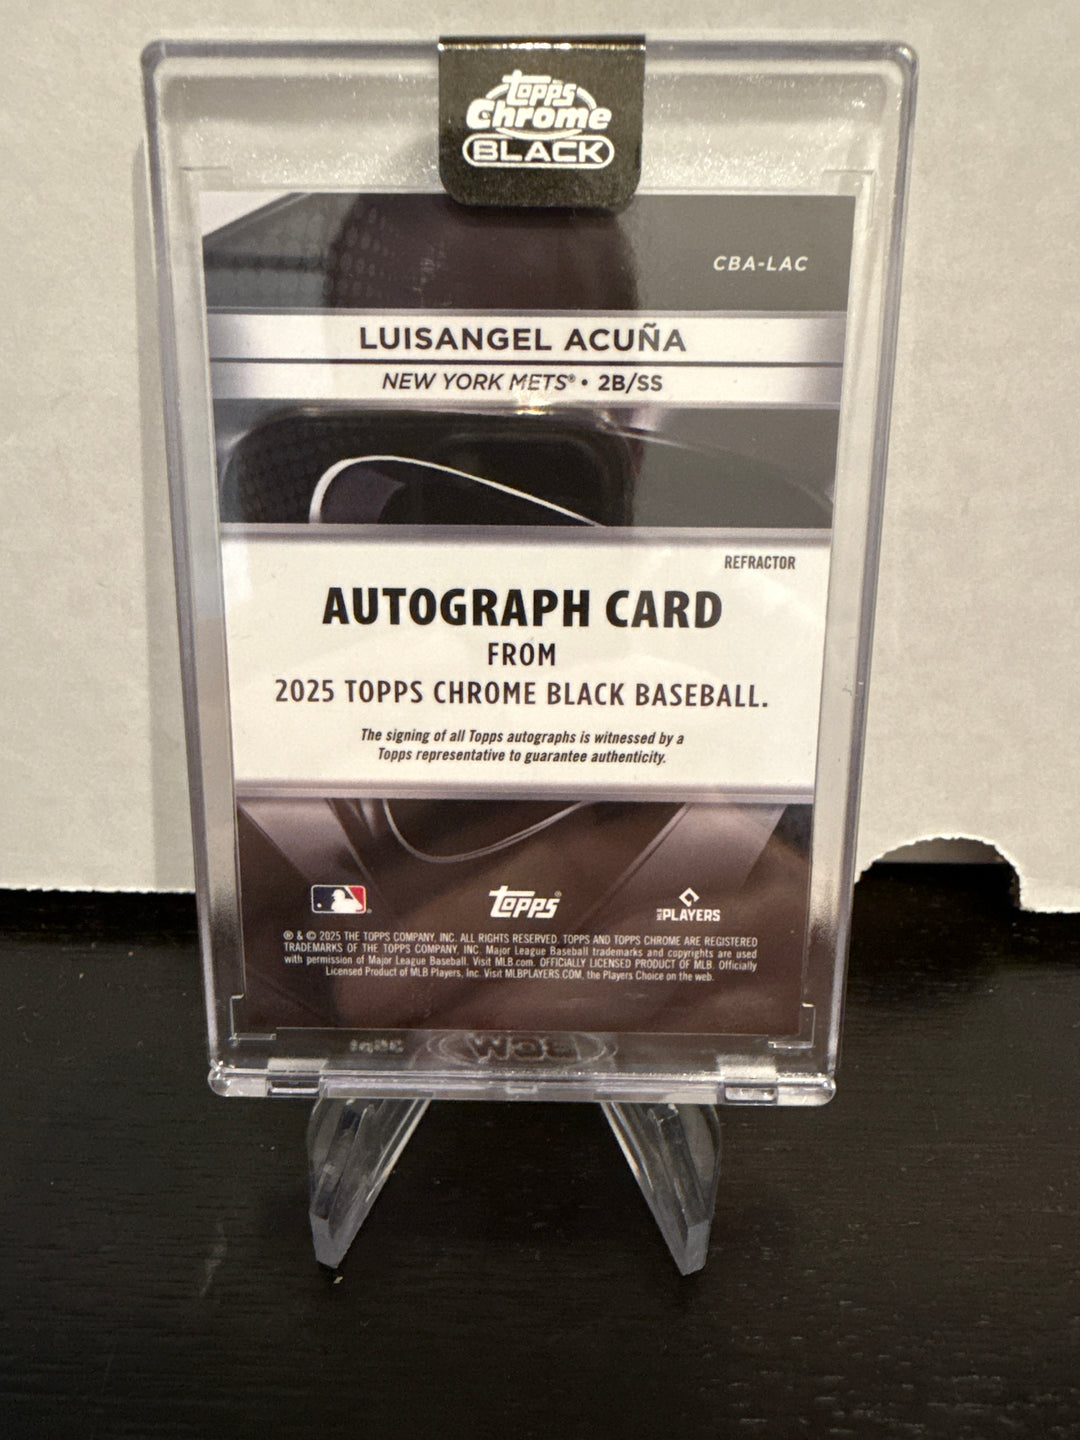 Topps
Chrome
BLACK
CBA-LAC
LUISANGEL ACUÑA
NEW YORK METS® • 2B/SS
REFRACTOR
AUTOGRAPH CARD
FROM
2025 TOPPS CHROME BLACK BASEBALL.
The signing of all Topps autographs is witnessed by a
Topps representative to guarantee authenticity.
Topps®
MLB PLAYERS
® & © 2025 THE TOPPS COMPANY, INC. ALL RIGHTS RESERVED. TOPPS AND TOPPS CHROME ARE REGISTERED
TRADEMARKS OF THE TOPPS COMPANY, INC. Major League Baseball trademarks and copyrights are used
with permission of Major League Baseball. Visit MLB.com. OFFICIALLY LICENSED PRODUCT OF MLB. Officially
Licensed Product of MLB Players, Inc. Visit MLBPLAYERS.COM, the Players Choice on the web.